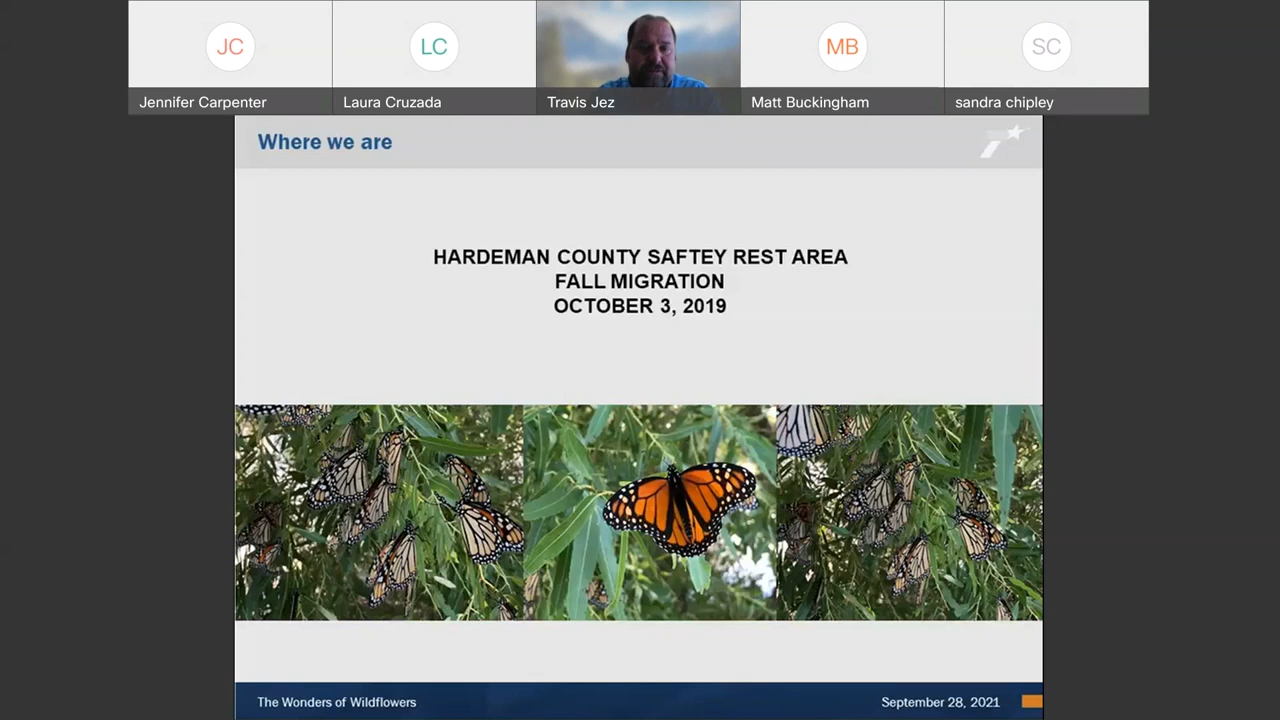 JC
LC
MB
SC
Jennifer Carpenter
Laura Cruzada
Travis Jez
Matt Buckingham
sandra chipley
Where we are
HARDEMAN COUNTY SAFTEY REST AREA
FALL MIGRATION
OCTOBER 3, 2019
The Wonders of Wildflowers
September 28, 2021